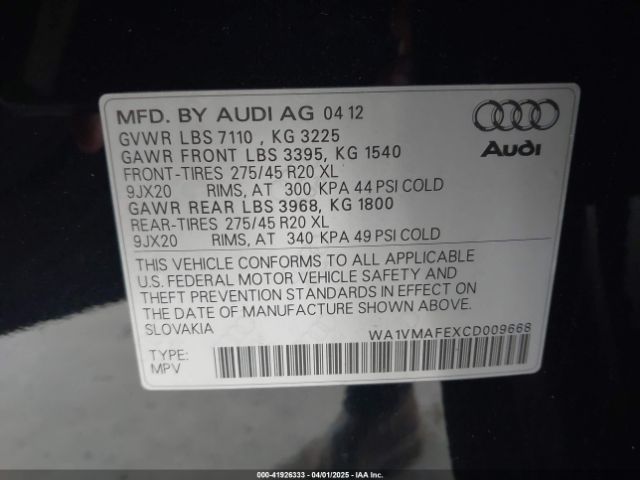 MFD. BY AUDI AG 04 12
GVWR LBS 7110 , KG 3225
GAWR FRONT LBS 3395, KG 1540
FRONT-TIRES 275/45 R20 XL
9JX20 RIMS, AT 300 KPA 44 PSI COLD
GAWR REAR LBS 3968, KG 1800
REAR-TIRES 275/45 R20 XL
9JX20 RIMS, AT 340 KPA 49 PSI COLD
Audi
THIS VEHICLE CONFORMS TO ALL APPLICABLE
U.S. FEDERAL MOTOR VEHICLE SAFETY AND
THEFT PREVENTION STANDARDS IN EFFECT ON
THE DATE OF MANUFACTURE SHOWN ABOVE.
SLOVAKIA
WA1VMAFEXCD009668
TYPE:
MPV
000-41926333 - 04/01/2025 - IAA Inc.